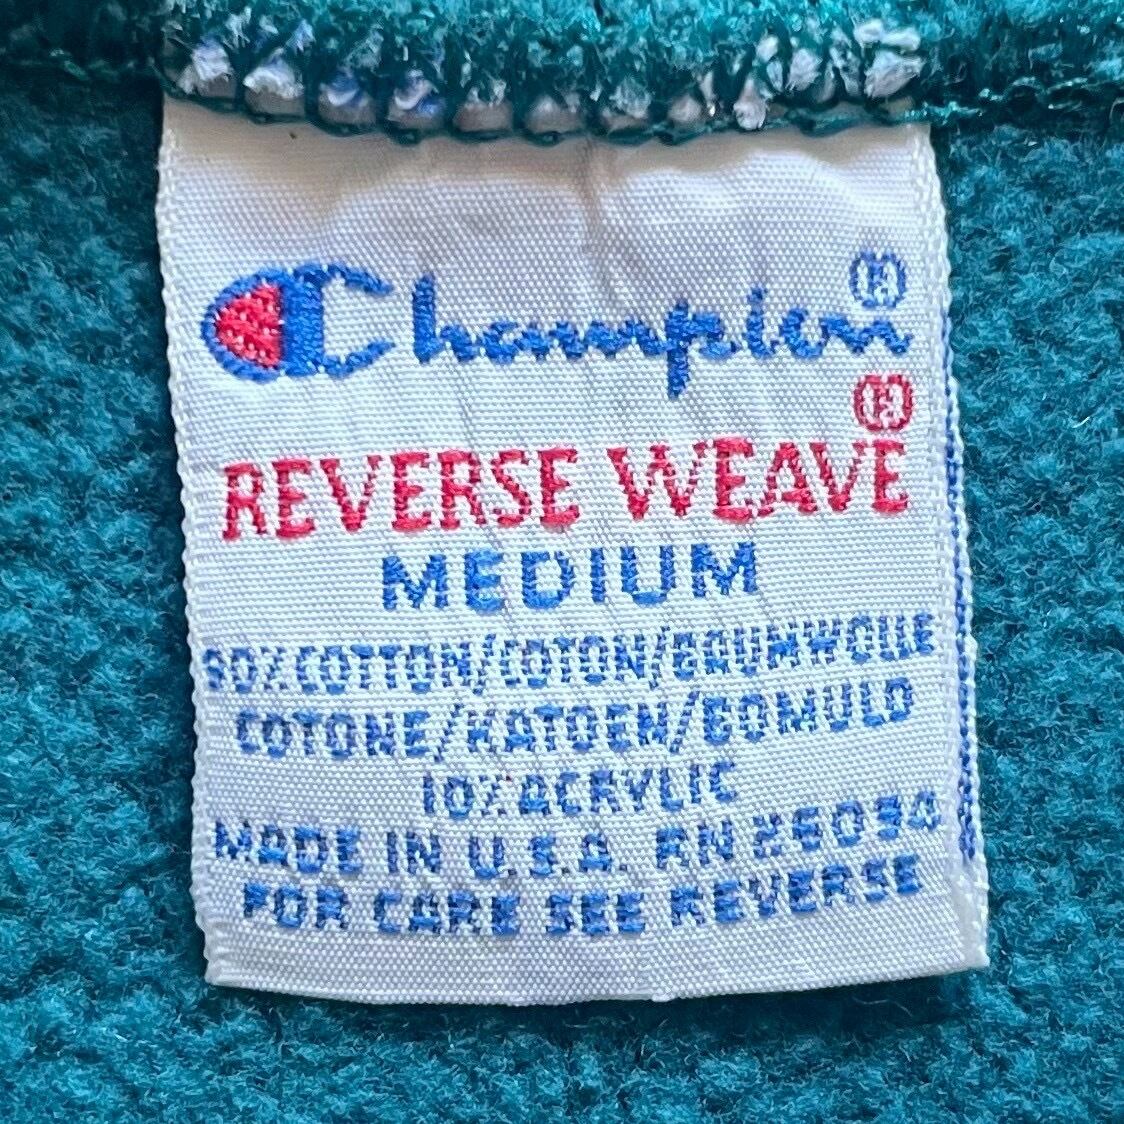 Champion®
®
REVERSE WEAVE
MEDIUM
90% COTTON/COTON/BAUMWOLLE
COTONE/KATOEN/BOMULD
10% ACRYLIC
MADE IN U.S.A. RN 26094
FOR CARE SEE REVERSE